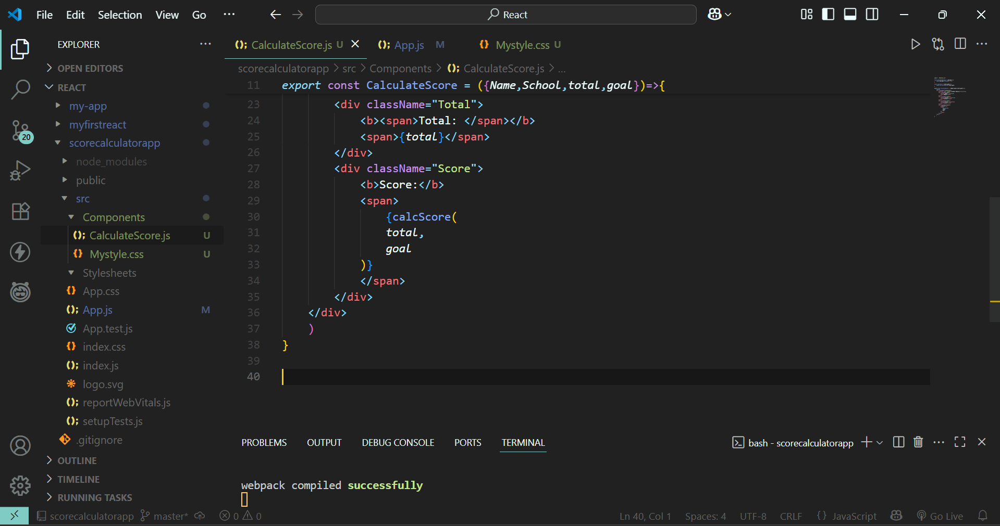 File Edit Selection View Go ··· React
EXPLORER ···
OPEN EDITORS
REACT
my-app
myfirstreact
scorecalculatorapp
node_modules
public
src
Components
CalculateScore.js U
Mystyle.css U
Stylesheets
App.css
App.js M
App.test.js
index.css
index.js
logo.svg
reportWebVitals.js
setupTests.js
.gitignore
OUTLINE
TIMELINE
RUNNING TASKS
20
CalculateScore.js U App.js M Mystyle.css U
scorecalculatorapp > src > Components > CalculateScore.js > ...
11 export const CalculateScore = ({Name,School,total,goal})=>{
23 <div className="Total">
24 <b><span>Total: </span></b>
25 <span>{total}</span>
26 </div>
27 <div className="Score">
28 <b>Score:</b>
29 <span>
30 {calcScore(
31 total,
32 goal
33 )}
34 </span>
35 </div>
36 </div>
37 )
38 }
39
40
PROBLEMS OUTPUT DEBUG CONSOLE PORTS TERMINAL bash - scorecalculatorapp
webpack compiled successfully
scorecalculatorapp master* 0 0 Ln 40, Col 1 Spaces: 4 UTF-8 CRLF {} JavaScript Go Live